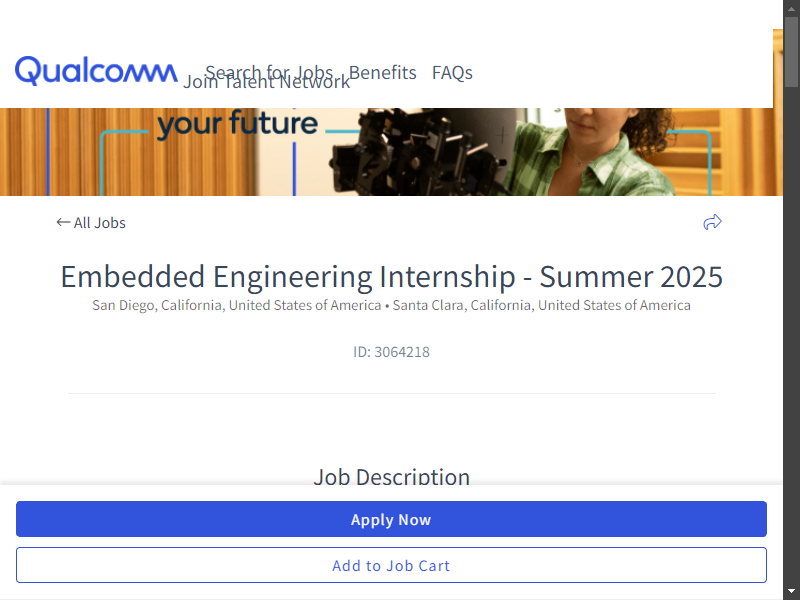 Qualcomm
Search for Jobs Benefits FAQs
Join Talent Network
your future
← All Jobs
Embedded Engineering Internship - Summer 2025
San Diego, California, United States of America • Santa Clara, California, United States of America
ID: 3064218
Job Description
Apply Now
Add to Job Cart